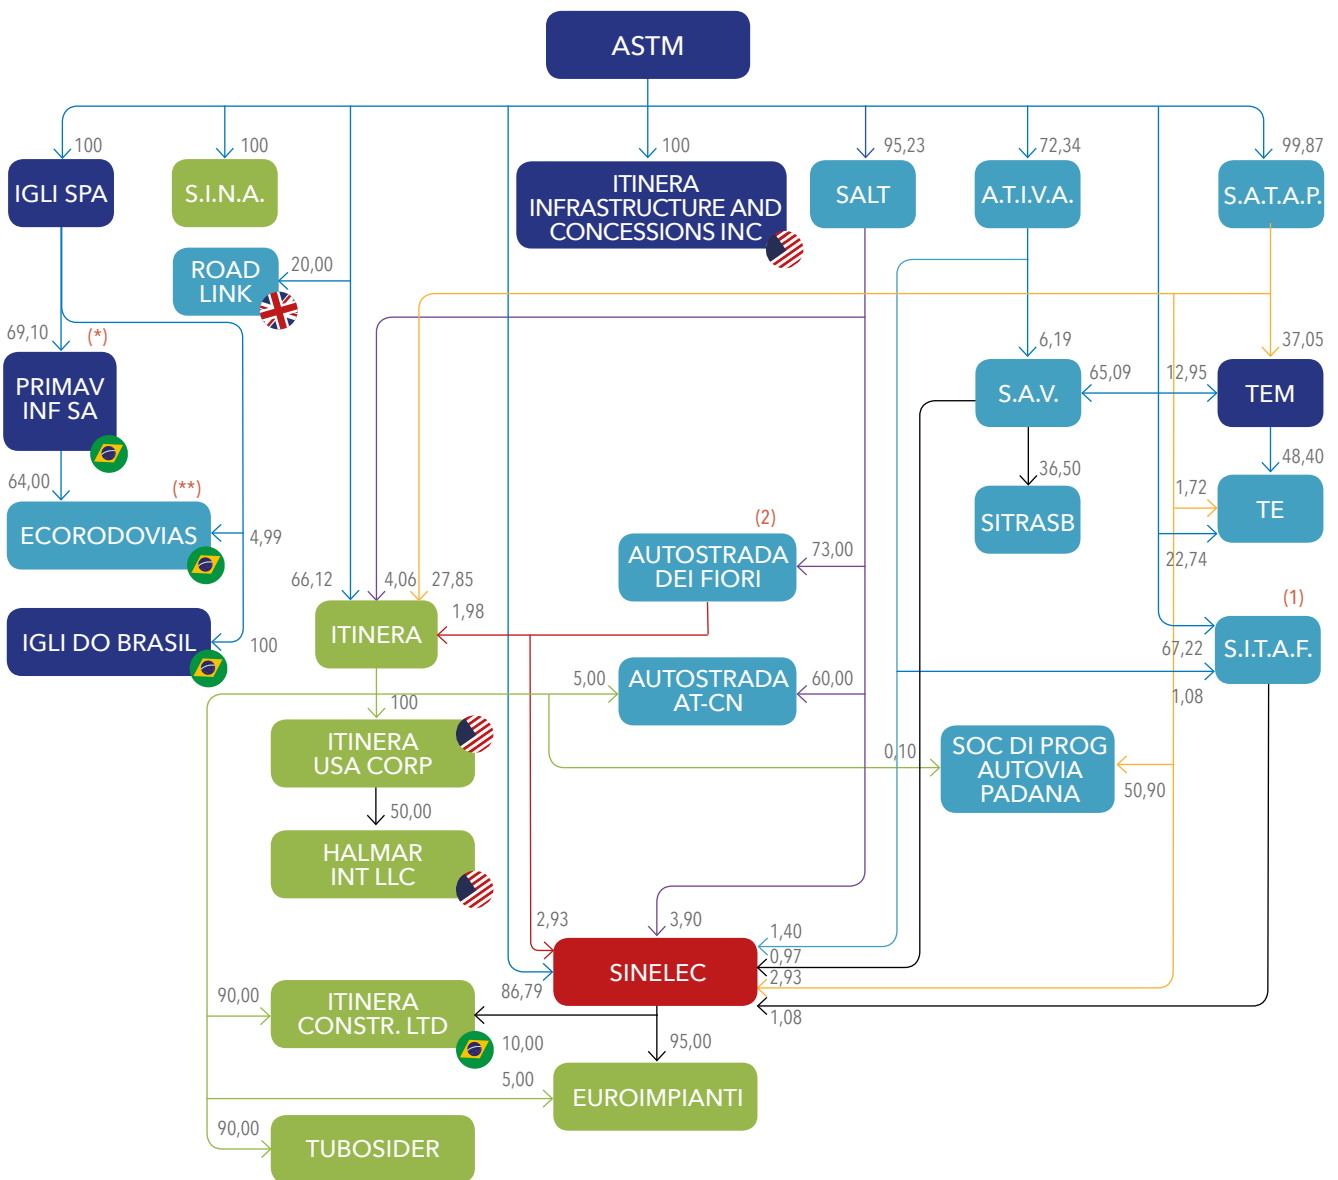 ASTM
100
100
100
95,23
72,34
99,87
IGLI SPA
S.I.N.A.
ITINERA
INFRASTRUCTURE AND
CONCESSIONS INC
SALT
A.T.I.V.A.
S.A.T.A.P.
ROAD
LINK
20,00
69,10
(*)
6,19
37,05
PRIMAV
INF SA
S.A.V.
65,09
12,95
TEM
64,00
(**)
36,50
48,40
ECORODOVIAS
4,99
SITRASB
1,72
TE
(2)
AUTOSTRADA
DEI FIORI
73,00
22,74
66,12
4,06
27,85
1,98
(1)
IGLI DO BRASIL
100
ITINERA
67,22
S.I.T.A.F.
5,00
AUTOSTRADA
AT-CN
60,00
1,08
100
ITINERA
USA CORP
0,10
SOC DI PROG
AUTOVIA
PADANA
50,90
50,00
HALMAR
INT LLC
2,93
3,90
1,40
0,97
SINELEC
2,93
86,79
1,08
90,00
ITINERA
CONSTR. LTD
10,00
95,00
5,00
EUROIMPIANTI
90,00
TUBOSIDER